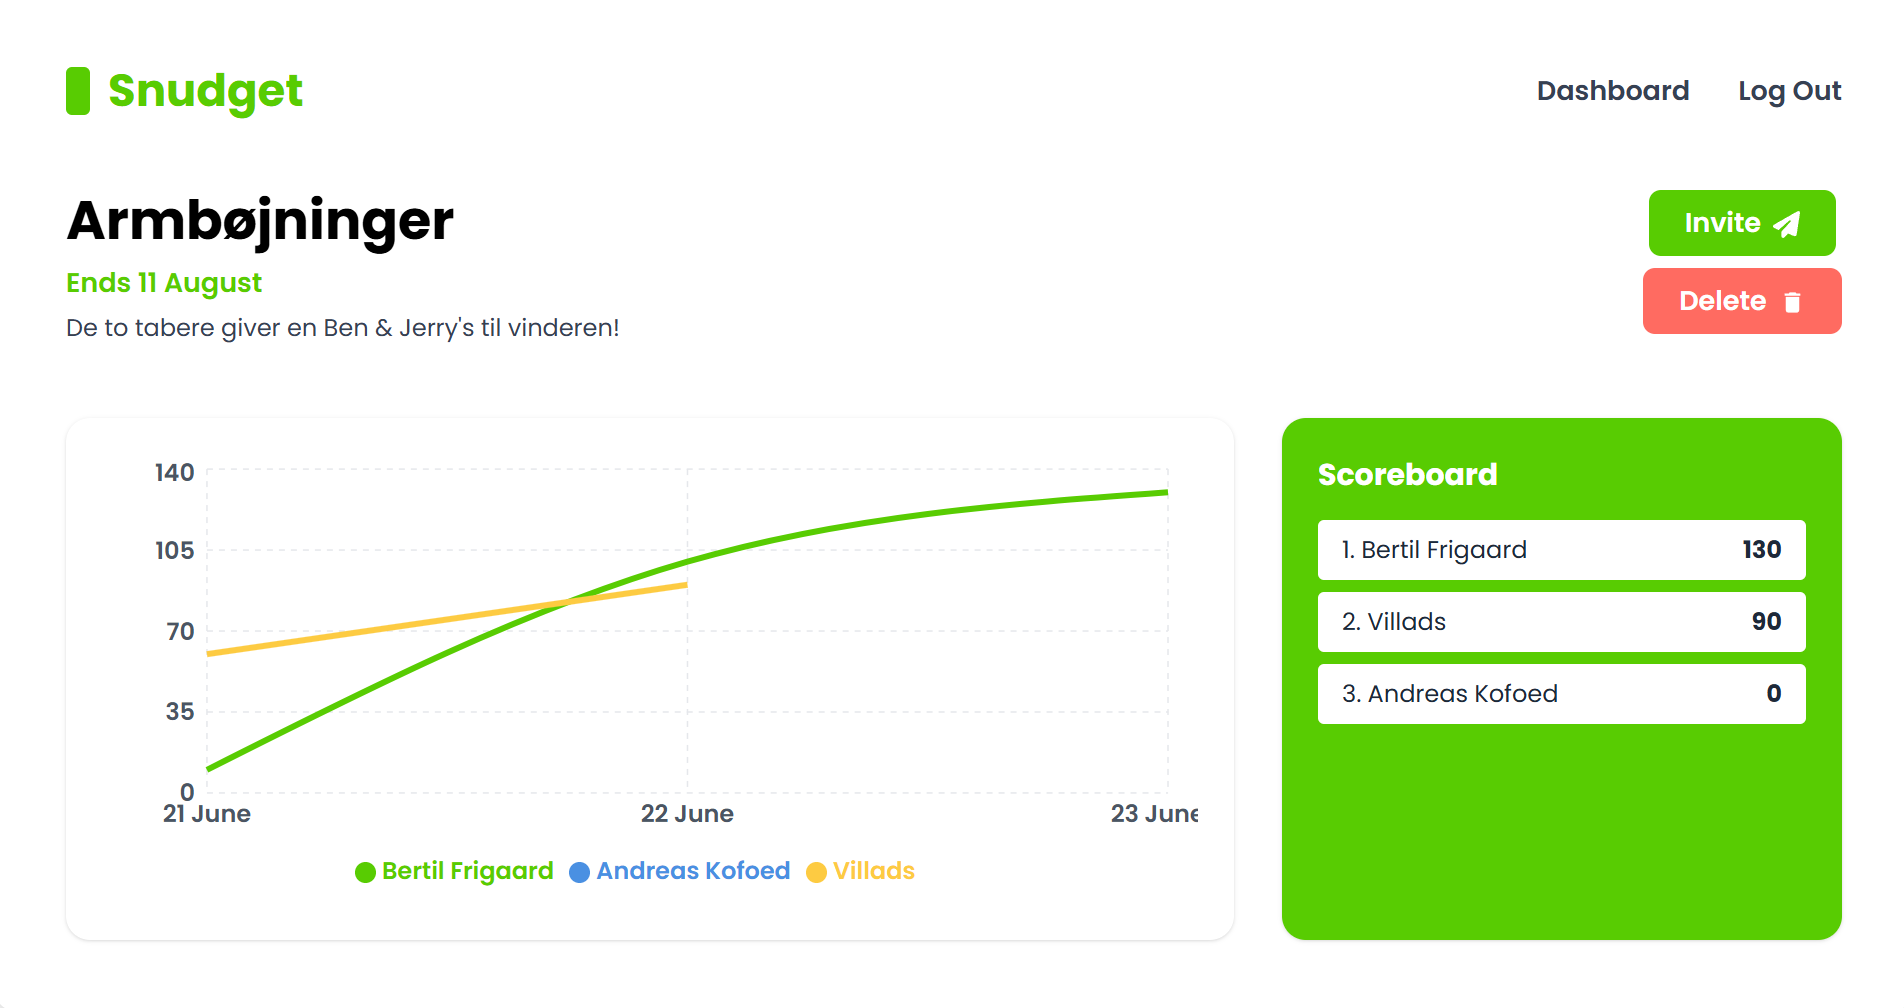 Snudget
Dashboard
Log Out
Armbøjninger
Ends 11 August
De to tabere giver en Ben & Jerry's til vinderen!
Invite
Delete
140
105
70
35
0
21 June
22 June
23 June
Bertil Frigaard
Andreas Kofoed
Villads
Scoreboard
1. Bertil Frigaard 130
2. Villads 90
3. Andreas Kofoed 0